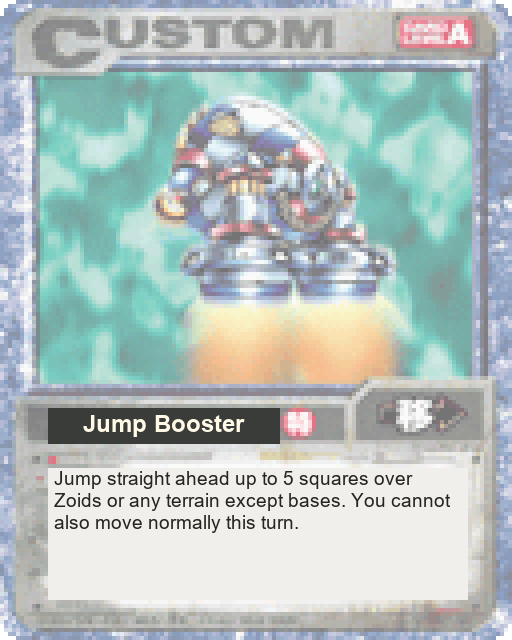 CUSTOM
A
Jump Booster
Jump straight ahead up to 5 squares over
Zoids or any terrain except bases. You cannot
also move normally this turn.